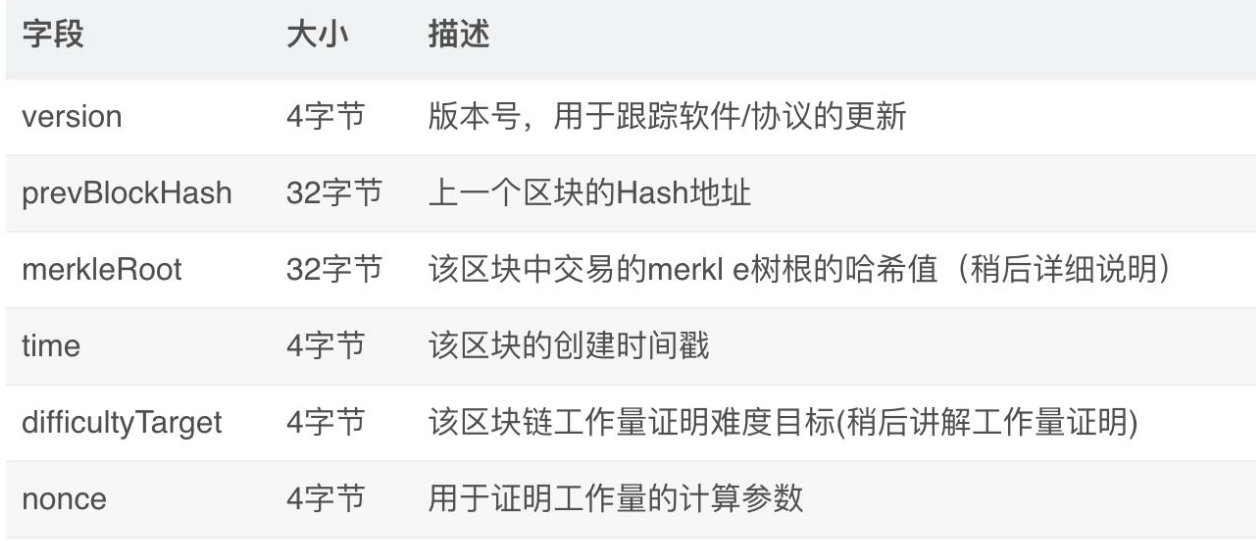 字段 大小 描述
version 4字节 版本号，用于跟踪软件/协议的更新
prevBlockHash 32字节 上一个区块的Hash地址
merkleRoot 32字节 该区块中交易的merkl e树根的哈希值（稍后详细说明）
time 4字节 该区块的创建时间戳
difficultyTarget 4字节 该区块链工作量证明难度目标(稍后讲解工作量证明)
nonce 4字节 用于证明工作量的计算参数